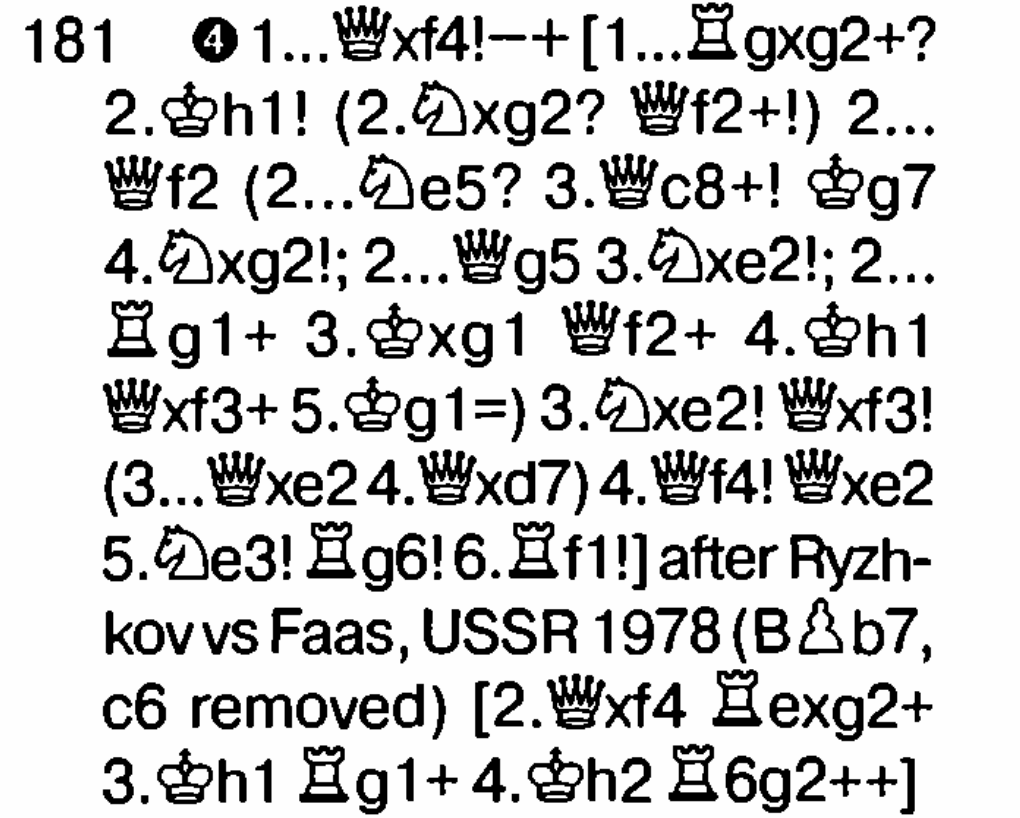 181 ❹ 1...♕xf4!−+ [1...♖gxg2+?
2.♔h1! (2.♘xg2? ♕f2+!) 2...
♕f2 (2...♘e5? 3.♕c8+! ♔g7
4.♘xg2!; 2...♕g5 3.♘xe2!; 2...
♖g1+ 3.♔xg1 ♕f2+ 4.♔h1
♕xf3+ 5.♔g1=) 3.♘xe2! ♕xf3!
(3...♕xe2 4.♕xd7) 4.♕f4! ♕xe2
5.♘e3! ♖g6! 6.♖f1!] after Ryzh-
kov vs Faas, USSR 1978 (B♙b7,
c6 removed) [2.♕xf4 ♖exg2+
3.♔h1 ♖g1+ 4.♔h2 ♖6g2++]